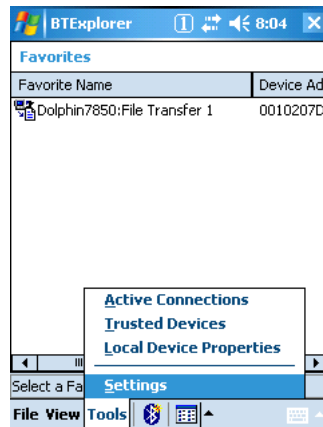 BTExplorer 1 8:04
Favorites
Favorite Name Device Ad
Dolphin7850:File Transfer 1 0010207D
Active Connections
Trusted Devices
Local Device Properties
Select a Fa Settings
File View Tools